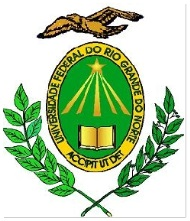 UNIVERSIDADE FEDERAL DO RIO GRANDE DO NORTE
ACCIPIT UT DET